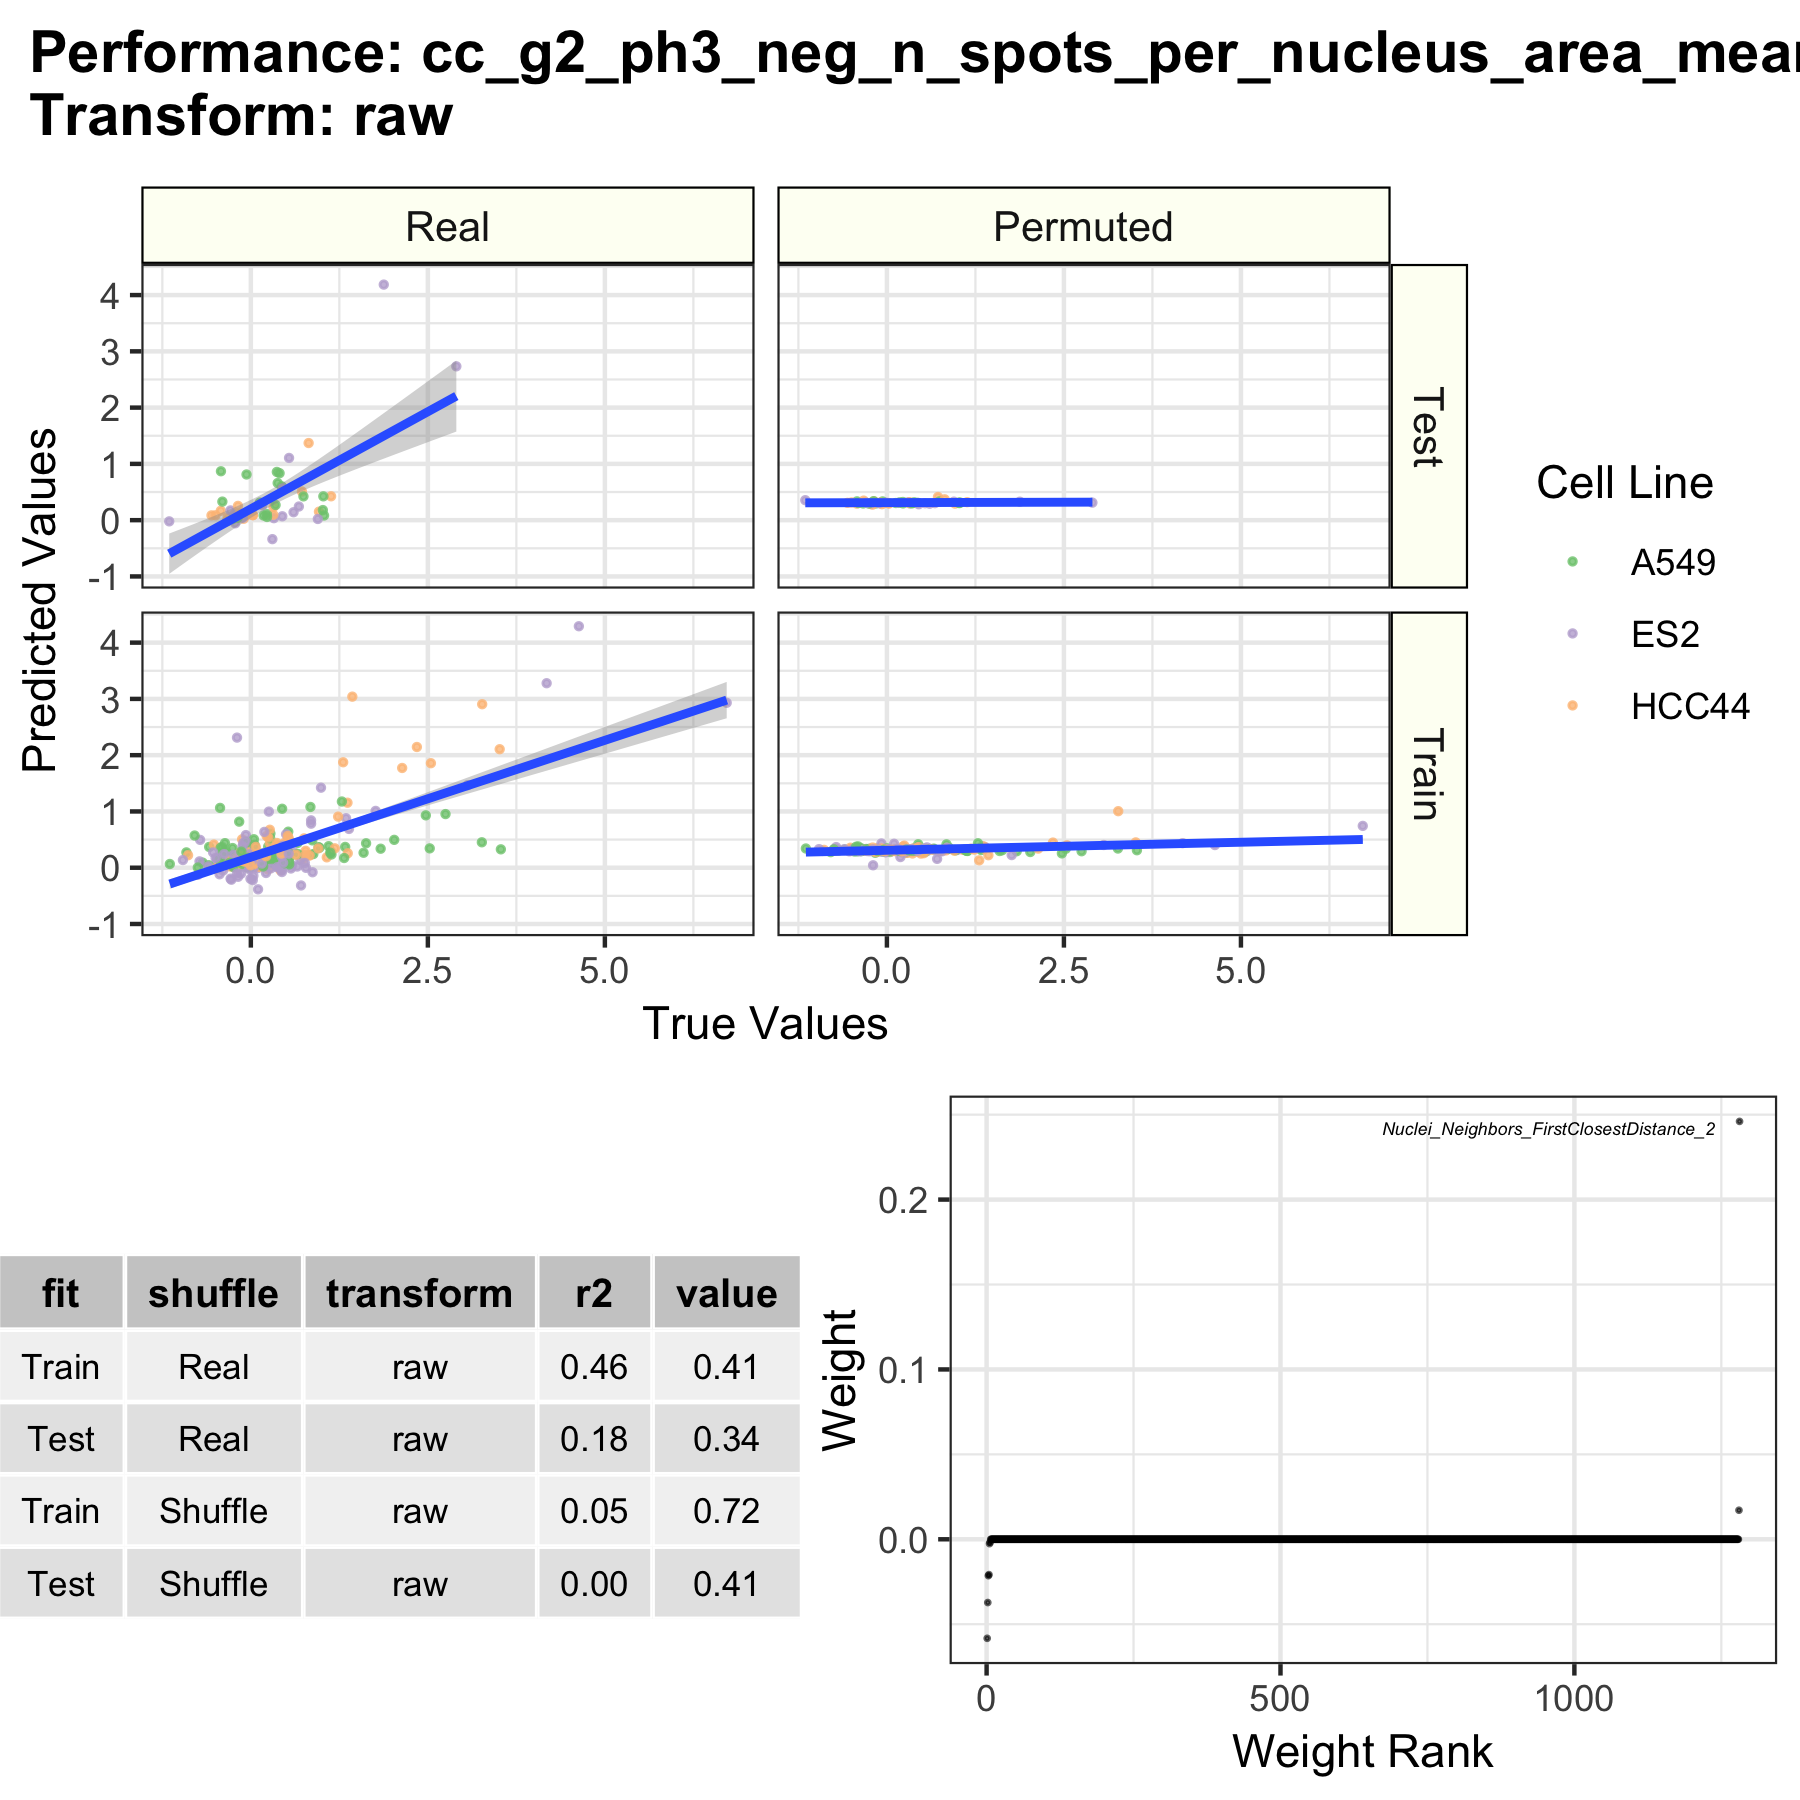 Performance: cc_g2_ph3_neg_n_spots_per_nucleus_area_mea
Transform: raw
Real
Permuted
4
3
2
1
0
-1
Test
4
3
2
1
0
-1
Train
Predicted Values
0.0
2.5
5.0
0.0
2.5
5.0
True Values
Cell Line
A549
ES2
HCC44
fit shuffle transform r2 value
Train Real raw 0.46 0.41
Test Real raw 0.18 0.34
Train Shuffle raw 0.05 0.72
Test Shuffle raw 0.00 0.41
Nuclei_Neighbors_FirstClosestDistance_2
0.2
0.1
0.0
Weight
0
500
1000
Weight Rank